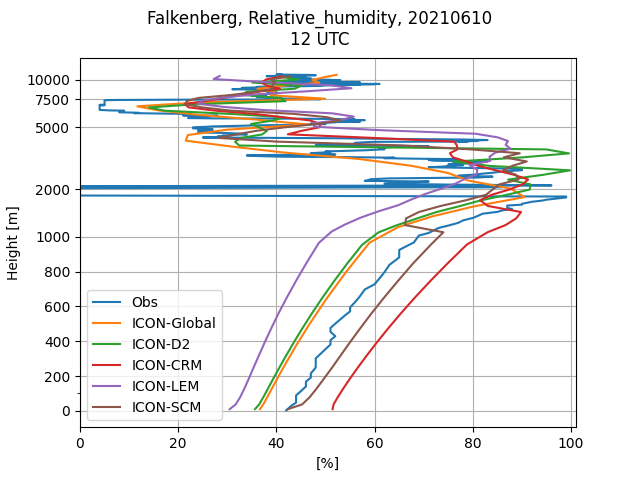 Falkenberg, Relative_humidity, 20210610
12 UTC
10000
7500
5000
2000
1000
800
600
400
200
0
Height [m]
Obs
ICON-Global
ICON-D2
ICON-CRM
ICON-LEM
ICON-SCM
0 20 40 60 80 100
[%]